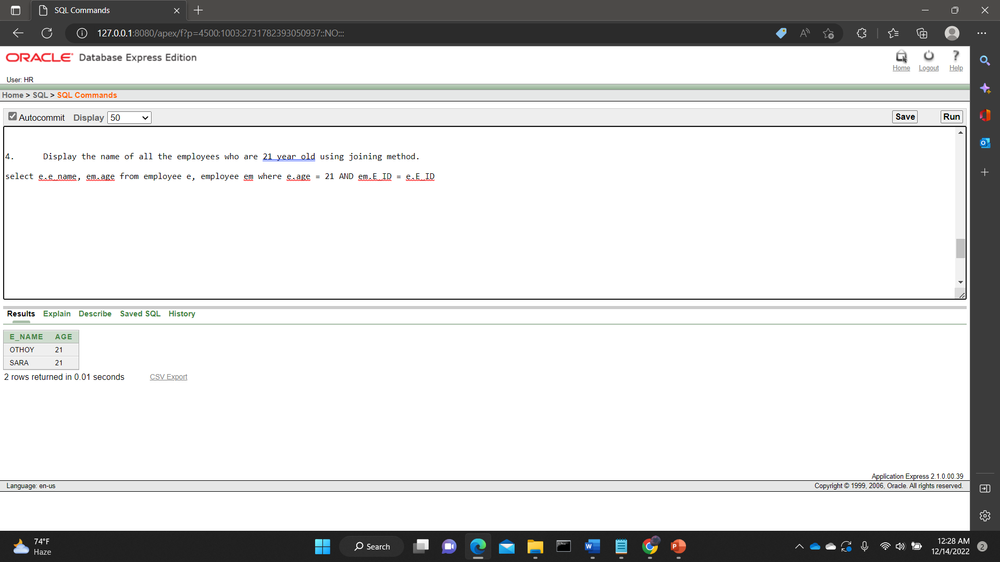 SQL Commands
127.0.0.1:8080/apex/f?p=4500:1003:2731782393050937::NO:::
ORACLE Database Express Edition
Home Logout Help
User: HR
Home > SQL > SQL Commands
Autocommit Display 50 Save Run
4. Display the name of all the employees who are 21 year old using joining method.
select e.e_name, em.age from employee e, employee em where e.age = 21 AND em.E_ID = e.E_ID
Results Explain Describe Saved SQL History
E_NAME AGE
OTHOY 21
SARA 21
2 rows returned in 0.01 seconds CSV Export
Application Express 2.1.0.00.39
Language: en-us Copyright © 1999, 2006, Oracle. All rights reserved.
74°F
Haze
Search
12:28 AM
12/14/2022
2